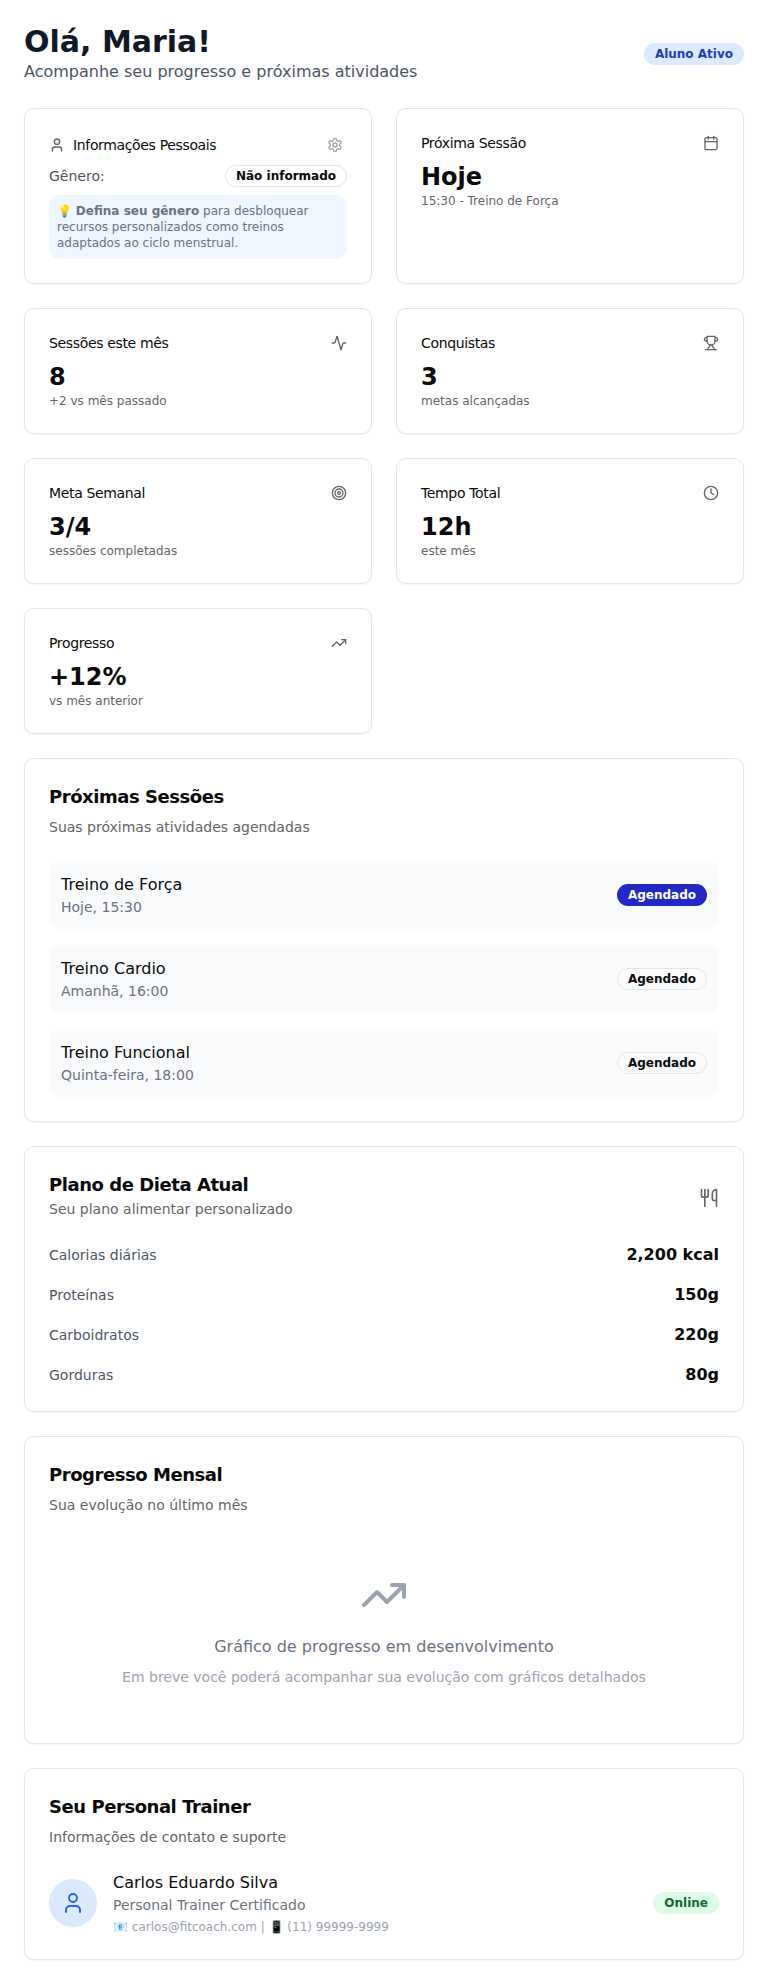 Olá, Maria!
Acompanhe seu progresso e próximas atividades
Aluno Ativo
Informações Pessoais
Gênero:
Não informado
💡 Defina seu gênero para desbloquear
recursos personalizados como treinos
adaptados ao ciclo menstrual.
Próxima Sessão
Hoje
15:30 - Treino de Força
Sessões este mês
8
+2 vs mês passado
Conquistas
3
metas alcançadas
Meta Semanal
3/4
sessões completadas
Tempo Total
12h
este mês
Progresso
+12%
vs mês anterior
Próximas Sessões
Suas próximas atividades agendadas
Treino de Força
Hoje, 15:30
Agendado
Treino Cardio
Amanhã, 16:00
Agendado
Treino Funcional
Quinta-feira, 18:00
Agendado
Plano de Dieta Atual
Seu plano alimentar personalizado
Calorias diárias
2,200 kcal
Proteínas
150g
Carboidratos
220g
Gorduras
80g
Progresso Mensal
Sua evolução no último mês
Gráfico de progresso em desenvolvimento
Em breve você poderá acompanhar sua evolução com gráficos detalhados
Seu Personal Trainer
Informações de contato e suporte
Carlos Eduardo Silva
Personal Trainer Certificado
📧 carlos@fitcoach.com | 📱 (11) 99999-9999
Online